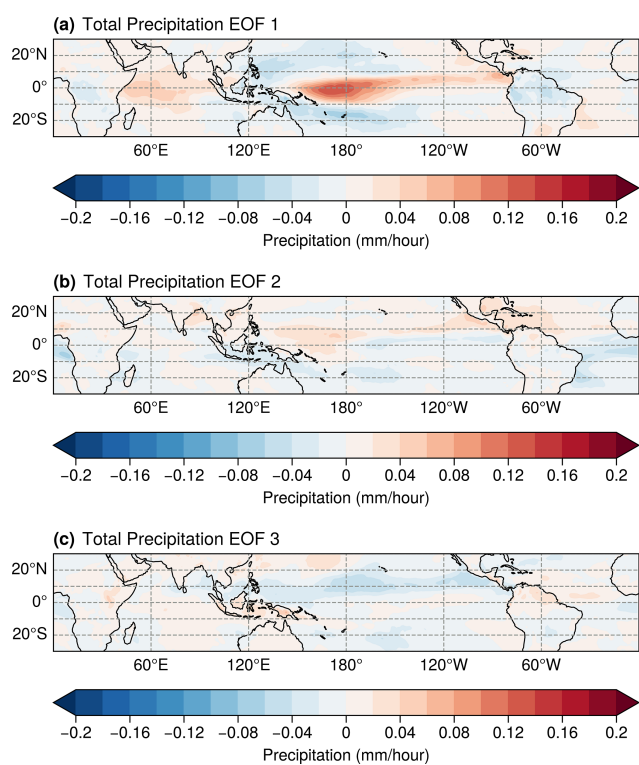 (a) Total Precipitation EOF 1
20°N
0°
20°S
60°E 120°E 180° 120°W 60°W
−0.2 −0.16 −0.12 −0.08 −0.04 0 0.04 0.08 0.12 0.16 0.2
Precipitation (mm/hour)
(b) Total Precipitation EOF 2
20°N
0°
20°S
60°E 120°E 180° 120°W 60°W
−0.2 −0.16 −0.12 −0.08 −0.04 0 0.04 0.08 0.12 0.16 0.2
Precipitation (mm/hour)
(c) Total Precipitation EOF 3
20°N
0°
20°S
60°E 120°E 180° 120°W 60°W
−0.2 −0.16 −0.12 −0.08 −0.04 0 0.04 0.08 0.12 0.16 0.2
Precipitation (mm/hour)